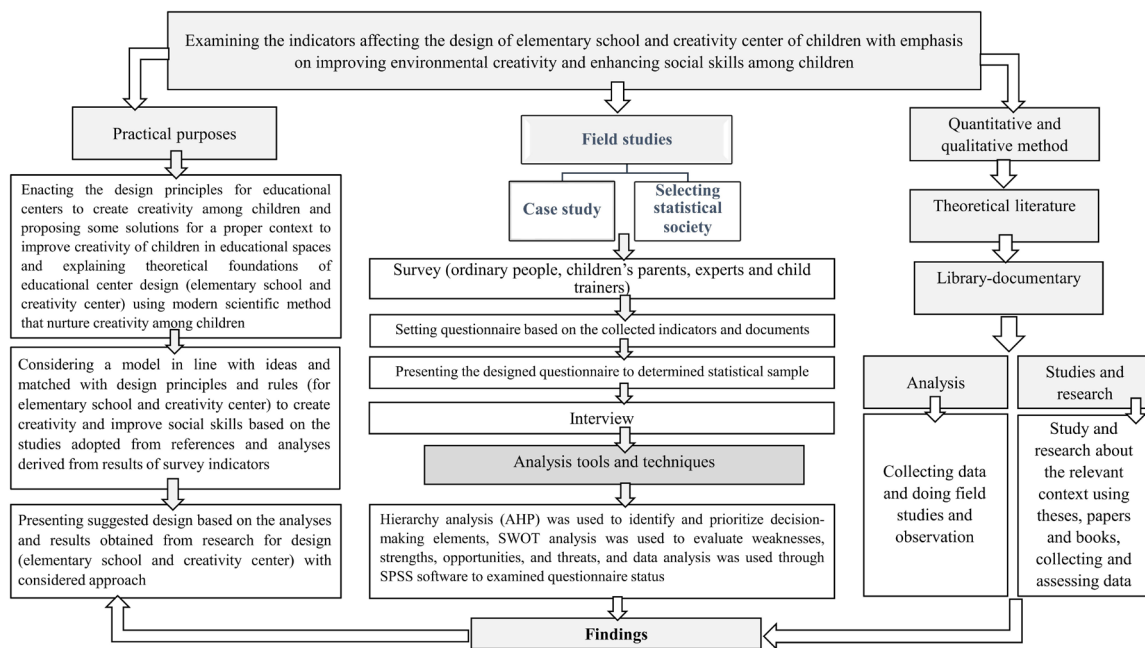 Examining the indicators affecting the design of elementary school and creativity center of children with emphasis
on improving environmental creativity and enhancing social skills among children
Practical purposes
Enacting the design principles for educational
centers to create creativity among children and
proposing some solutions for a proper context to
improve creativity of children in educational spaces
and explaining theoretical foundations of
educational center design (elementary school and
creativity center) using modern scientific method
that nurture creativity among children
Considering a model in line with ideas and
matched with design principles and rules (for
elementary school and creativity center) to create
creativity and improve social skills based on the
studies adopted from references and analyses
derived from results of survey indicators
Presenting suggested design based on the analyses
and results obtained from research for design
(elementary school and creativity center) with
considered approach
Field studies
Case study
Selecting
statistical
society
Survey (ordinary people, children's parents, experts and child
trainers)
Setting questionnaire based on the collected indicators and documents
Presenting the designed questionnaire to determined statistical sample
Interview
Analysis tools and techniques
Hierarchy analysis (AHP) was used to identify and prioritize decision-
making elements, SWOT analysis was used to evaluate weaknesses,
strengths, opportunities, and threats, and data analysis was used through
SPSS software to examined questionnaire status
Quantitative and
qualitative method
Theoretical literature
Library-documentary
Analysis
Collecting data
and doing field
studies and
observation
Studies and
research
Study and
research about
the relevant
context using
theses, papers
and books,
collecting and
assessing data
Findings